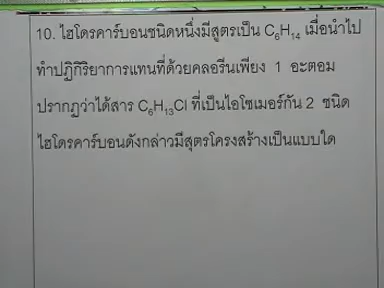 10. ไฮโดรคาร์บอนชนิดหนึ่งมีสูตรเป็น C₆H₁₄ เมื่อนำไป
ทำปฏิกิริยาการแทนที่ด้วยคลอรีนเพียง 1 อะตอม
ปรากฏว่าได้สาร C₆H₁₃Cl ที่เป็นไอโซเมอร์กัน 2 ชนิด
ไฮโดรคาร์บอนดังกล่าวมีสูตรโครงสร้างเป็นแบบใด